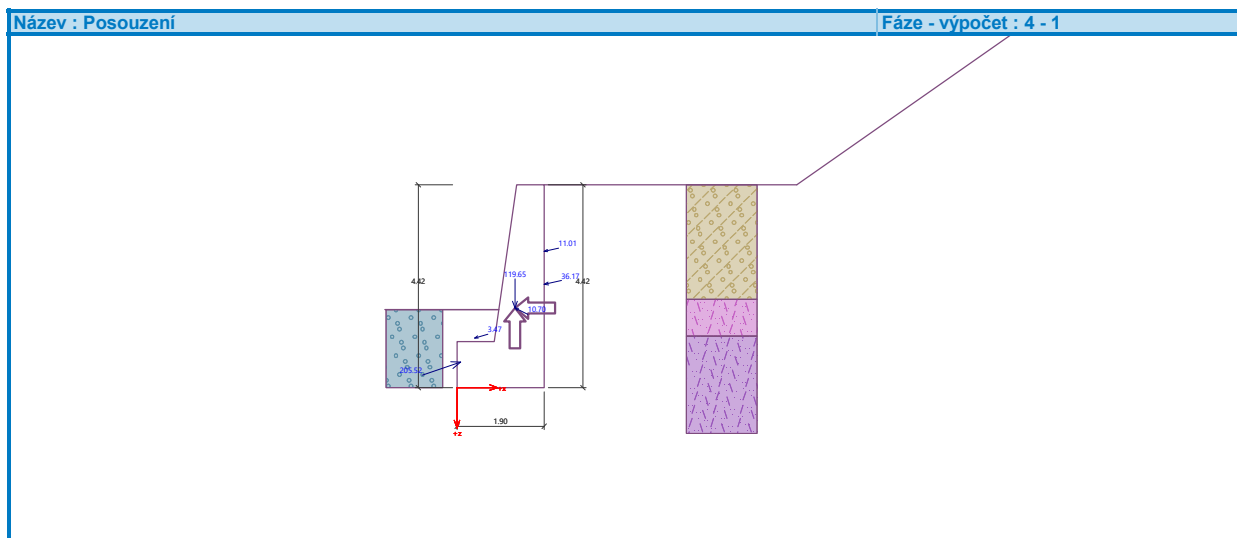 Název : Posouzení
Fáze - výpočet : 4 - 1
11.01
119.65
36.17
4.42
4.42
10.70
3.47
205.52
+x
1.90
+z